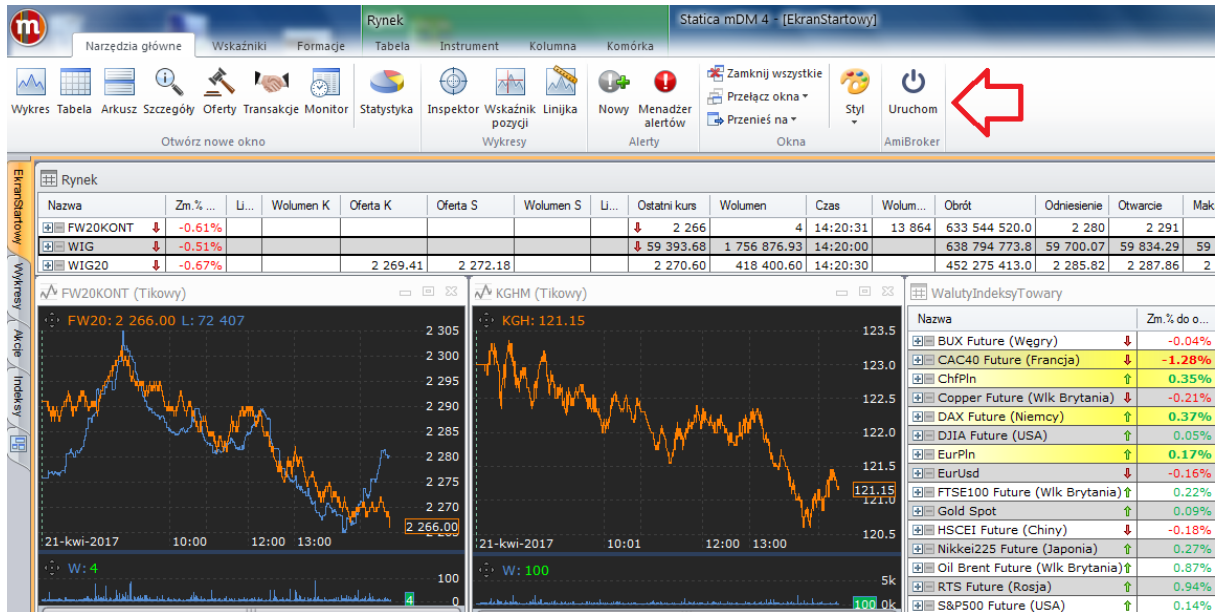 m
Rynek
Statica mDM 4 - [EkranStartowy]
Narzędzia główne Wskaźniki Formacje Tabela Instrument Kolumna Komórka
Wykres Tabela Arkusz Szczegóły Oferty Transakcje Monitor Statystyka Inspektor Wskaźnik pozycji Linijka Nowy Menadżer alertów
Zamknij wszystkie
Przełącz okna
Przenieś na
Styl
Uruchom
Otwórz nowe okno Wykresy Alerty Okna AmiBroker
EkranStartowy
Wykresy
Akcje
Indeksy
Rynek
Nazwa Zm.% ... Li... Wolumen K Oferta K Oferta S Wolumen S Li... Ostatni kurs Wolumen Czas Wolum... Obrót Odniesienie Otwarcie Mak
FW20KONT -0.61% 2 266 4 14:20:31 13 864 633 544 520.0 2 280 2 291
WIG -0.51% 59 393.68 1 756 876.93 14:20:00 638 794 773.8 59 700.07 59 834.29 59
WIG20 -0.67% 2 269.41 2 272.18 2 270.60 418 400.60 14:20:30 452 275 413.0 2 285.82 2 287.86 2
FW20KONT (Tikowy)
FW20: 2 266.00 L: 72 407
2 305
2 300
2 295
2 290
2 285
2 280
2 275
2 270
2 266.00
21-kwi-2017 10:00 12:00 13:00
W: 4
100
4 0
KGHM (Tikowy)
KGH: 121.15
123.5
123.0
122.5
122.0
121.5
121.15
121.0
120.5
21-kwi-2017 10:01 12:00 13:00
W: 100
5k
100 0k
WalutyIndeksyTowary
Nazwa Zm.% do o...
BUX Future (Węgry) -0.04%
CAC40 Future (Francja) -1.28%
ChfPln 0.35%
Copper Future (Wlk Brytania) -0.21%
DAX Future (Niemcy) 0.37%
DJIA Future (USA) 0.05%
EurPln 0.17%
EurUsd -0.16%
FTSE100 Future (Wlk Brytania) 0.22%
Gold Spot 0.09%
HSCEI Future (Chiny) -0.18%
Nikkei225 Future (Japonia) 0.27%
Oil Brent Future (Wlk Brytania) 0.87%
RTS Future (Rosja) 0.94%
S&P500 Future (USA) 0.14%